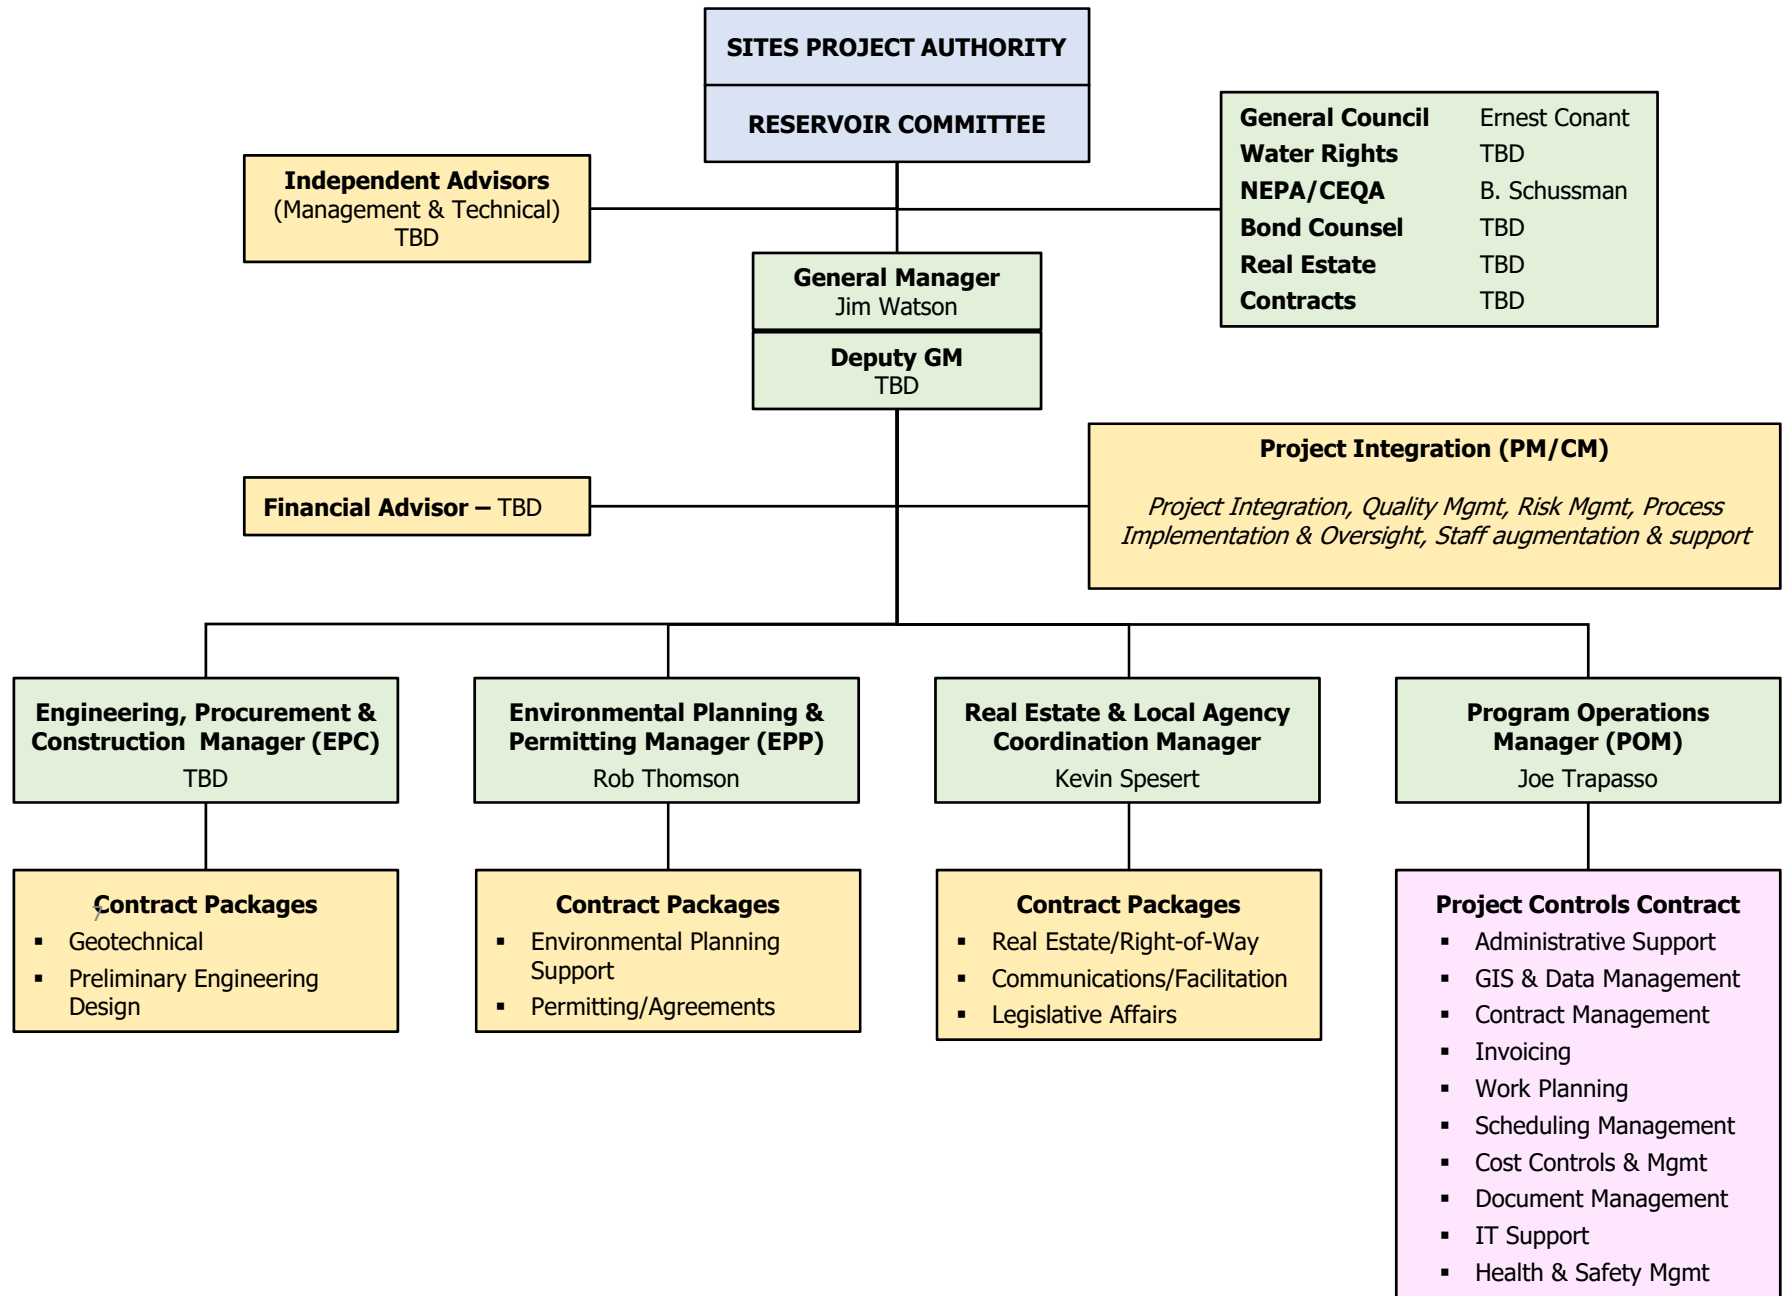 SITES PROJECT AUTHORITY
RESERVOIR COMMITTEE
General Council Ernest Conant
Water Rights TBD
NEPA/CEQA B. Schussman
Bond Counsel TBD
Real Estate TBD
Contracts TBD
Independent Advisors
(Management & Technical)
TBD
General Manager
Jim Watson
Deputy GM
TBD
Project Integration (PM/CM)
Project Integration, Quality Mgmt, Risk Mgmt, Process
Implementation & Oversight, Staff augmentation & support
Financial Advisor – TBD
Engineering, Procurement &
Construction Manager (EPC)
TBD
Environmental Planning &
Permitting Manager (EPP)
Rob Thomson
Real Estate & Local Agency
Coordination Manager
Kevin Spesert
Program Operations
Manager (POM)
Joe Trapasso
Contract Packages
7
▪ Geotechnical
▪ Preliminary Engineering
Design
Contract Packages
▪ Environmental Planning
Support
▪ Permitting/Agreements
Contract Packages
▪ Real Estate/Right-of-Way
▪ Communications/Facilitation
▪ Legislative Affairs
Project Controls Contract
▪ Administrative Support
▪ GIS & Data Management
▪ Contract Management
▪ Invoicing
▪ Work Planning
▪ Scheduling Management
▪ Cost Controls & Mgmt
▪ Document Management
▪ IT Support
▪ Health & Safety Mgmt